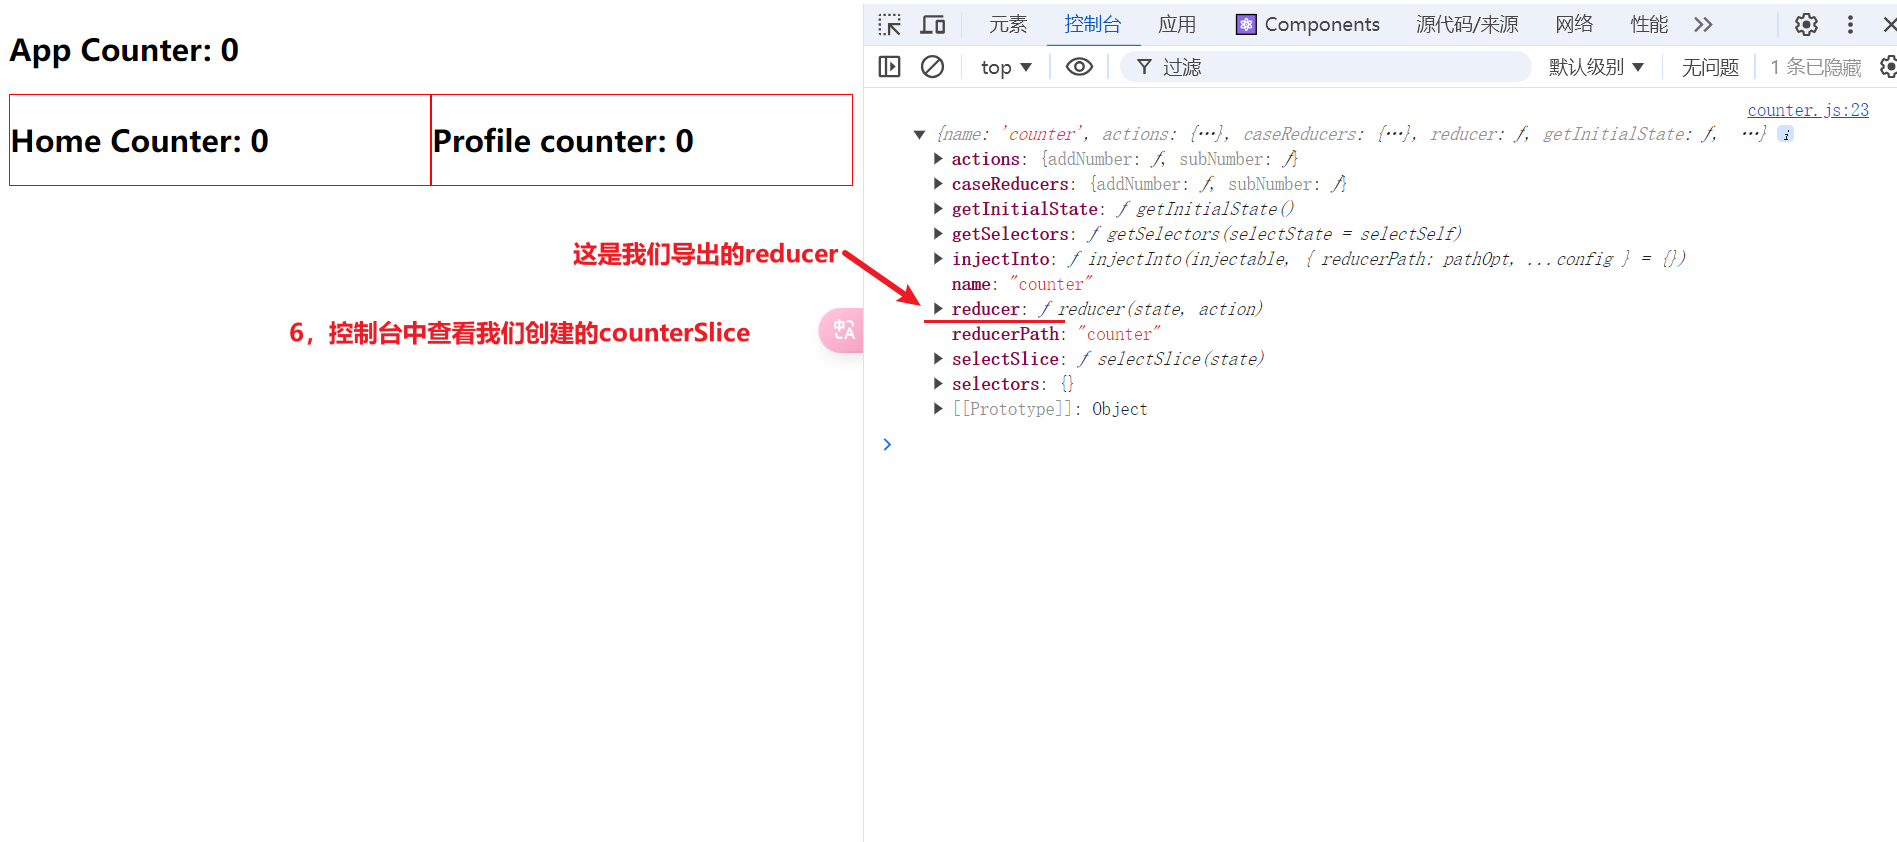 App Counter: 0
Home Counter: 0
Profile counter: 0
这是我们导出的reducer
6，控制台中查看我们创建的counterSlice
中
A
元素
控制台
应用
Components
源代码/来源
网络
性能
top
过滤
默认级别
无问题
1 条已隐藏
counter.js:23
{name: 'counter', actions: {…}, caseReducers: {…}, reducer: ƒ, getInitialState: ƒ, …} i
actions: {addNumber: ƒ, subNumber: ƒ}
caseReducers: {addNumber: ƒ, subNumber: ƒ}
getInitialState: ƒ getInitialState()
getSelectors: ƒ getSelectors(selectState = selectSelf)
injectInto: ƒ injectInto(injectable, { reducerPath: pathOpt, ...config } = {})
name: "counter"
reducer: ƒ reducer(state, action)
reducerPath: "counter"
selectSlice: ƒ selectSlice(state)
selectors: {}
[[Prototype]]: Object